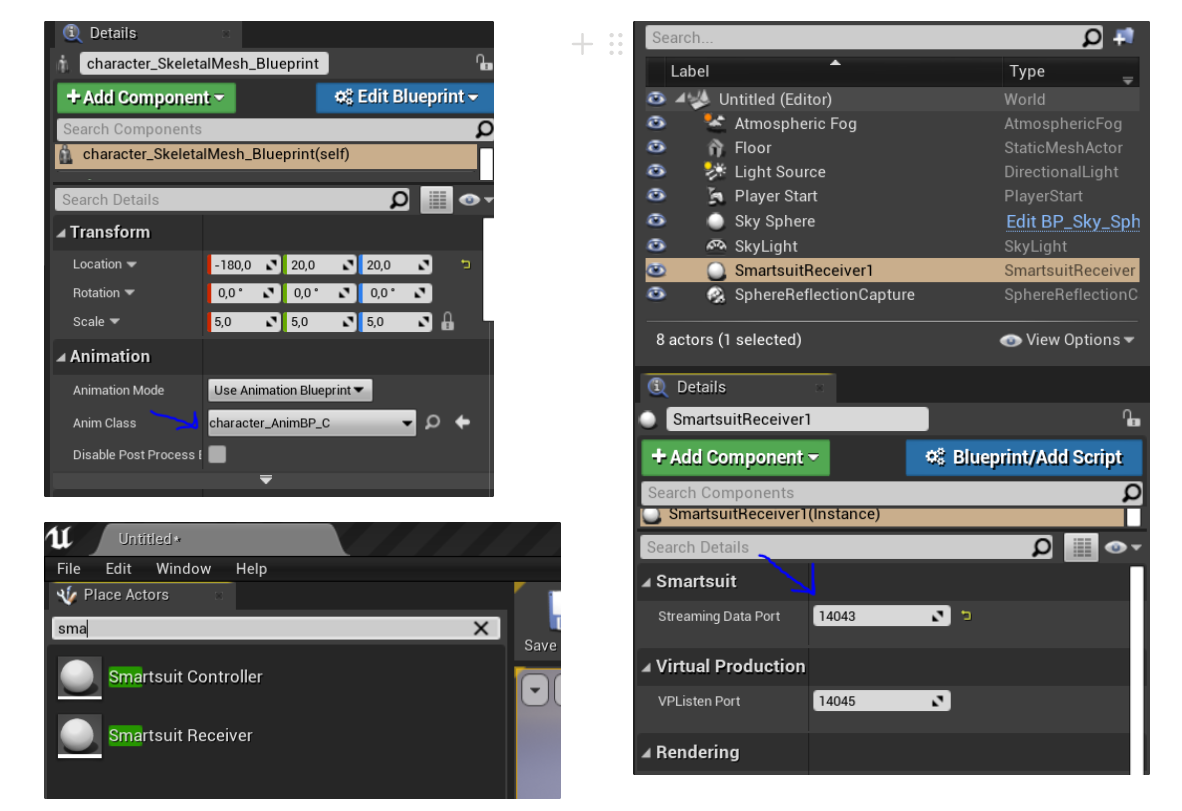 Details
character_SkeletalMesh_Blueprint
+Add Component
Edit Blueprint
Search Components
character_SkeletalMesh_Blueprint(self)
Search Details
Transform
Location -180,0 20,0 20,0
Rotation 0,0 ° 0,0 ° 0,0 °
Scale 5,0 5,0 5,0
Animation
Animation Mode Use Animation Blueprint
Anim Class character_AnimBP_C
Disable Post Process
Untitled•
File Edit Window Help
Place Actors
sma
Save
Smartsuit Controller
Smartsuit Receiver
Search...
Label Type
Untitled (Editor) World
Atmospheric Fog AtmosphericFog
Floor StaticMeshActor
Light Source DirectionalLight
Player Start PlayerStart
Sky Sphere Edit BP_Sky_Sph
SkyLight SkyLight
SmartsuitReceiver1 SmartsuitReceiver
SphereReflectionCapture SphereReflectionC
8 actors (1 selected) View Options
Details
SmartsuitReceiver1
+Add Component
Blueprint/Add Script
Search Components
SmartsuitReceiver1(Instance)
Search Details
Smartsuit
Streaming Data Port 14043
Virtual Production
VPListen Port 14045
Rendering